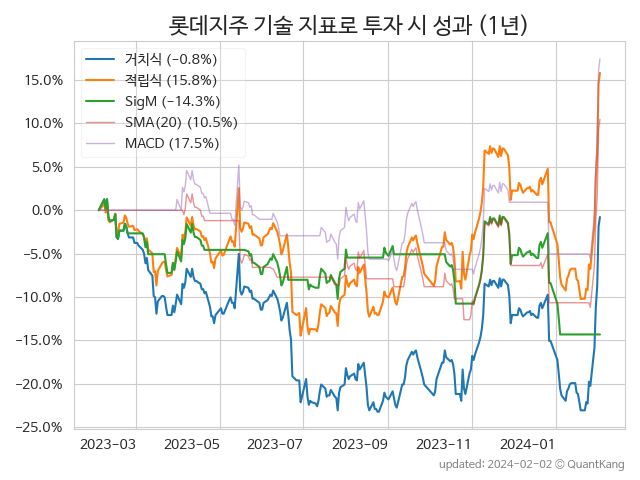 롯데지주 기술 지표로 투자 시 성과 (1년)
거치식 (−0.8%)
적립식 (15.8%)
SigM (−14.3%)
SMA(20) (10.5%)
MACD (17.5%)
15.0%
10.0%
5.0%
0.0%
−5.0%
−10.0%
−15.0%
−20.0%
−25.0%
2023-03 2023-05 2023-07 2023-09 2023-11 2024-01
updated: 2024-02-02 © QuantKang